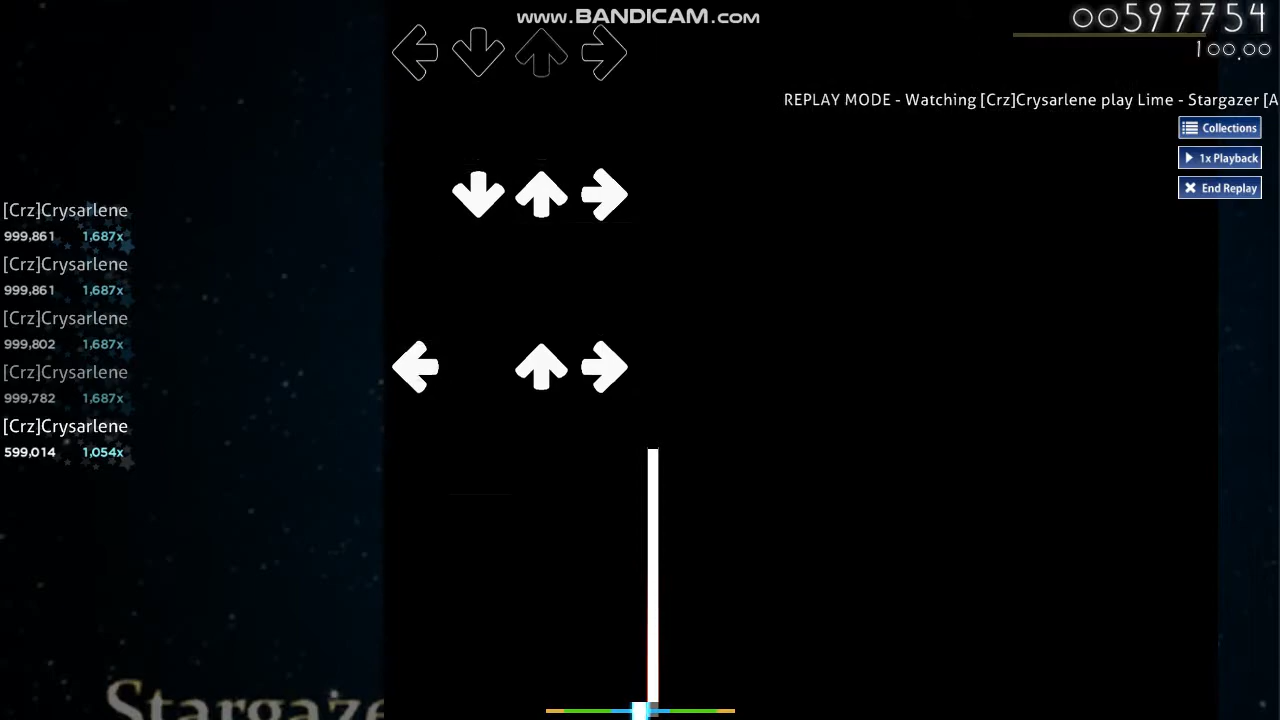 www.BANDICAM.com
00597754
100.00
REPLAY MODE - Watching [Crz]Crysarlene play Lime - Stargazer [A
Collections
1x Playback
End Replay
[Crz]Crysarlene
999,861 1,687x
[Crz]Crysarlene
999,861 1,687x
[Crz]Crysarlene
999,802 1,687x
[Crz]Crysarlene
999,782 1,687x
[Crz]Crysarlene
599,014 1,054x
Stargaze